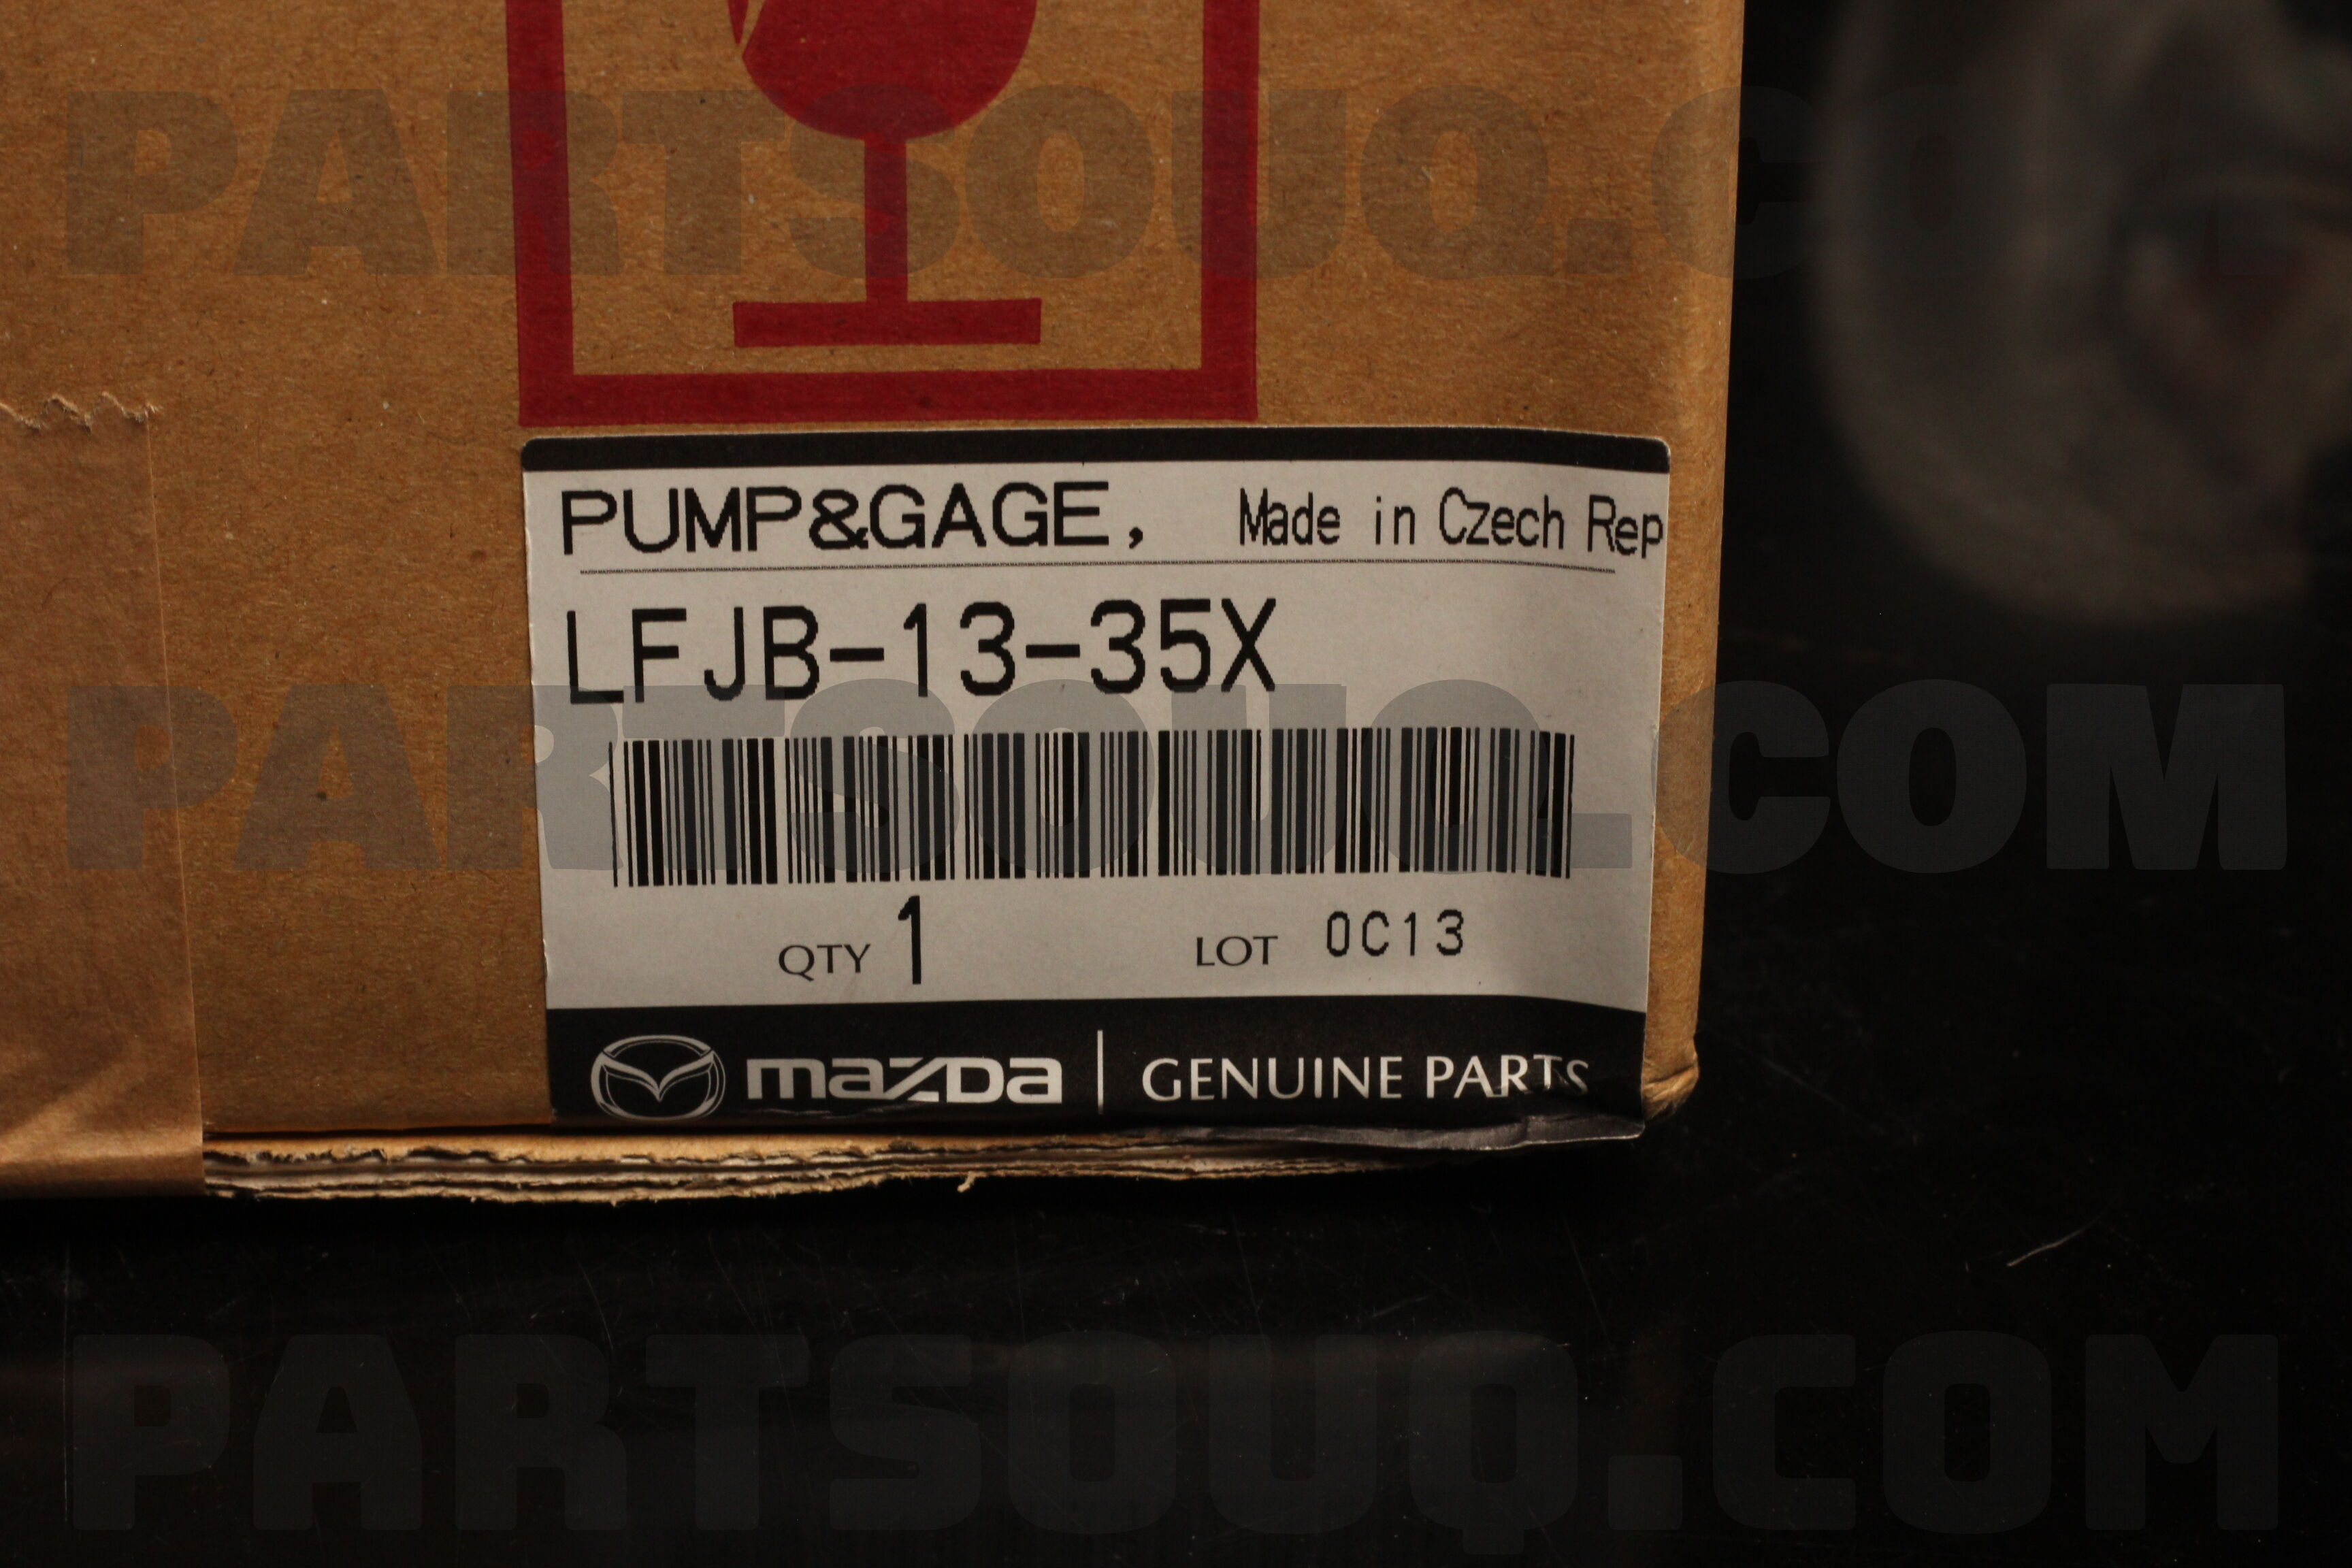 PARTSOUQ.COM
PUMP&GAGE, Made in Czech Rep
LFJB-13-35X
PARTSOUQ.COM
QTY 1 LOT 0C13
mazda | GENUINE PARTS
PARTSOUQ.COM